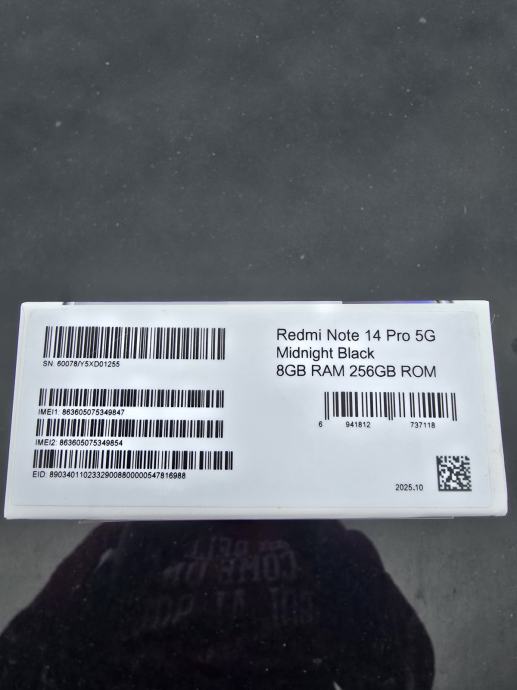 Redmi Note 14 Pro 5G
Midnight Black
8GB RAM 256GB ROM
SN: 60078/Y5XD01255
IMEI1: 863605075349847
IMEI2: 863605075349854
EID: 89034011023329008800000547816988
6 941812 737118
2025.10
COME